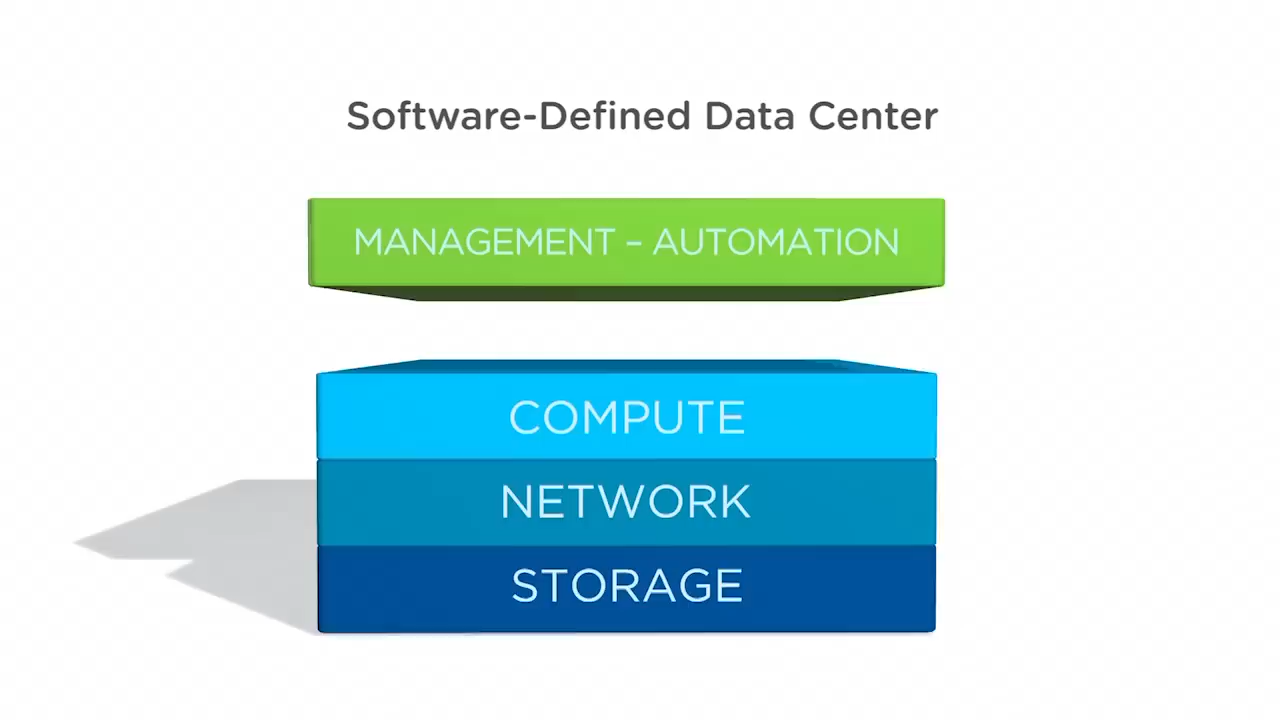 Software-Defined Data Center
MANAGEMENT – AUTOMATION
COMPUTE
NETWORK
STORAGE